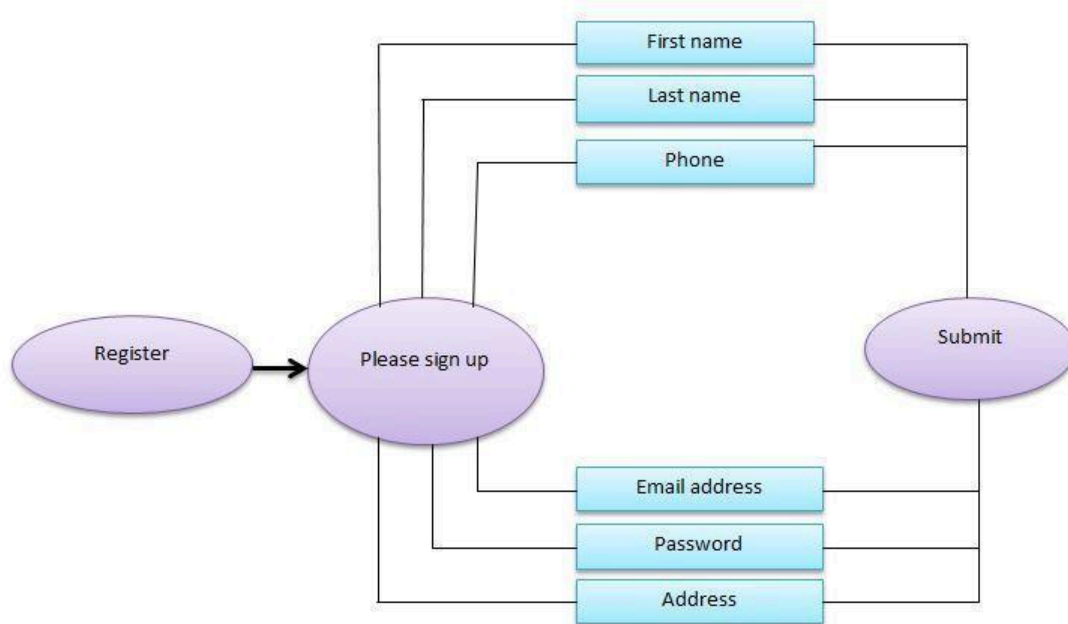 First name
Last name
Phone
Register
Please sign up
Submit
Email address
Password
Address